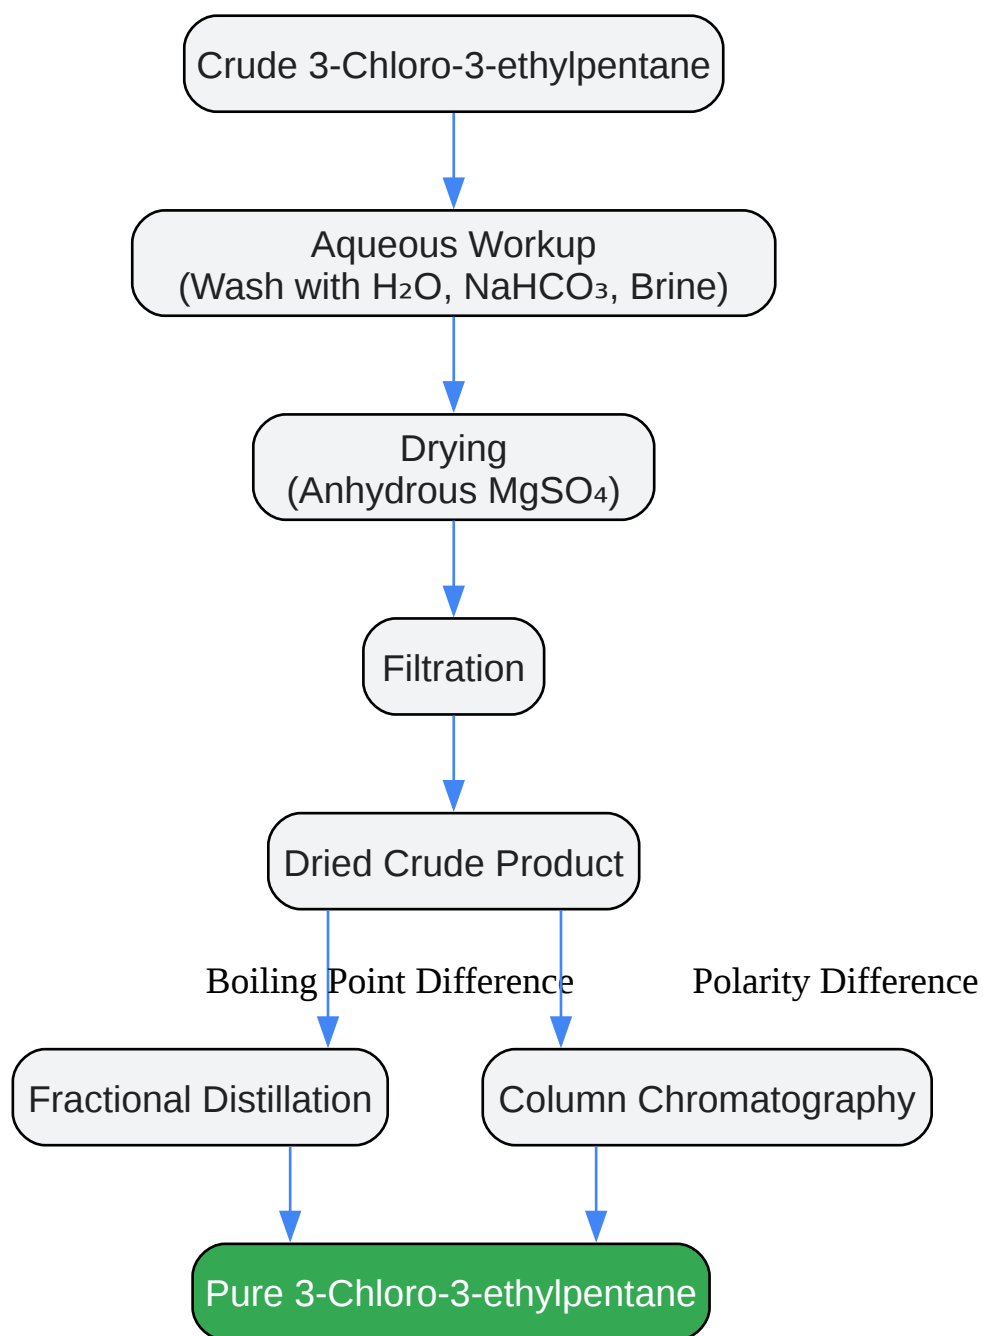 Crude 3-Chloro-3-ethylpentane
Aqueous Workup
(Wash with H₂O, NaHCO₃, Brine)
Drying
(Anhydrous MgSO₄)
Filtration
Dried Crude Product
Boiling Point Difference
Polarity Difference
Fractional Distillation
Column Chromatography
Pure 3-Chloro-3-ethylpentane